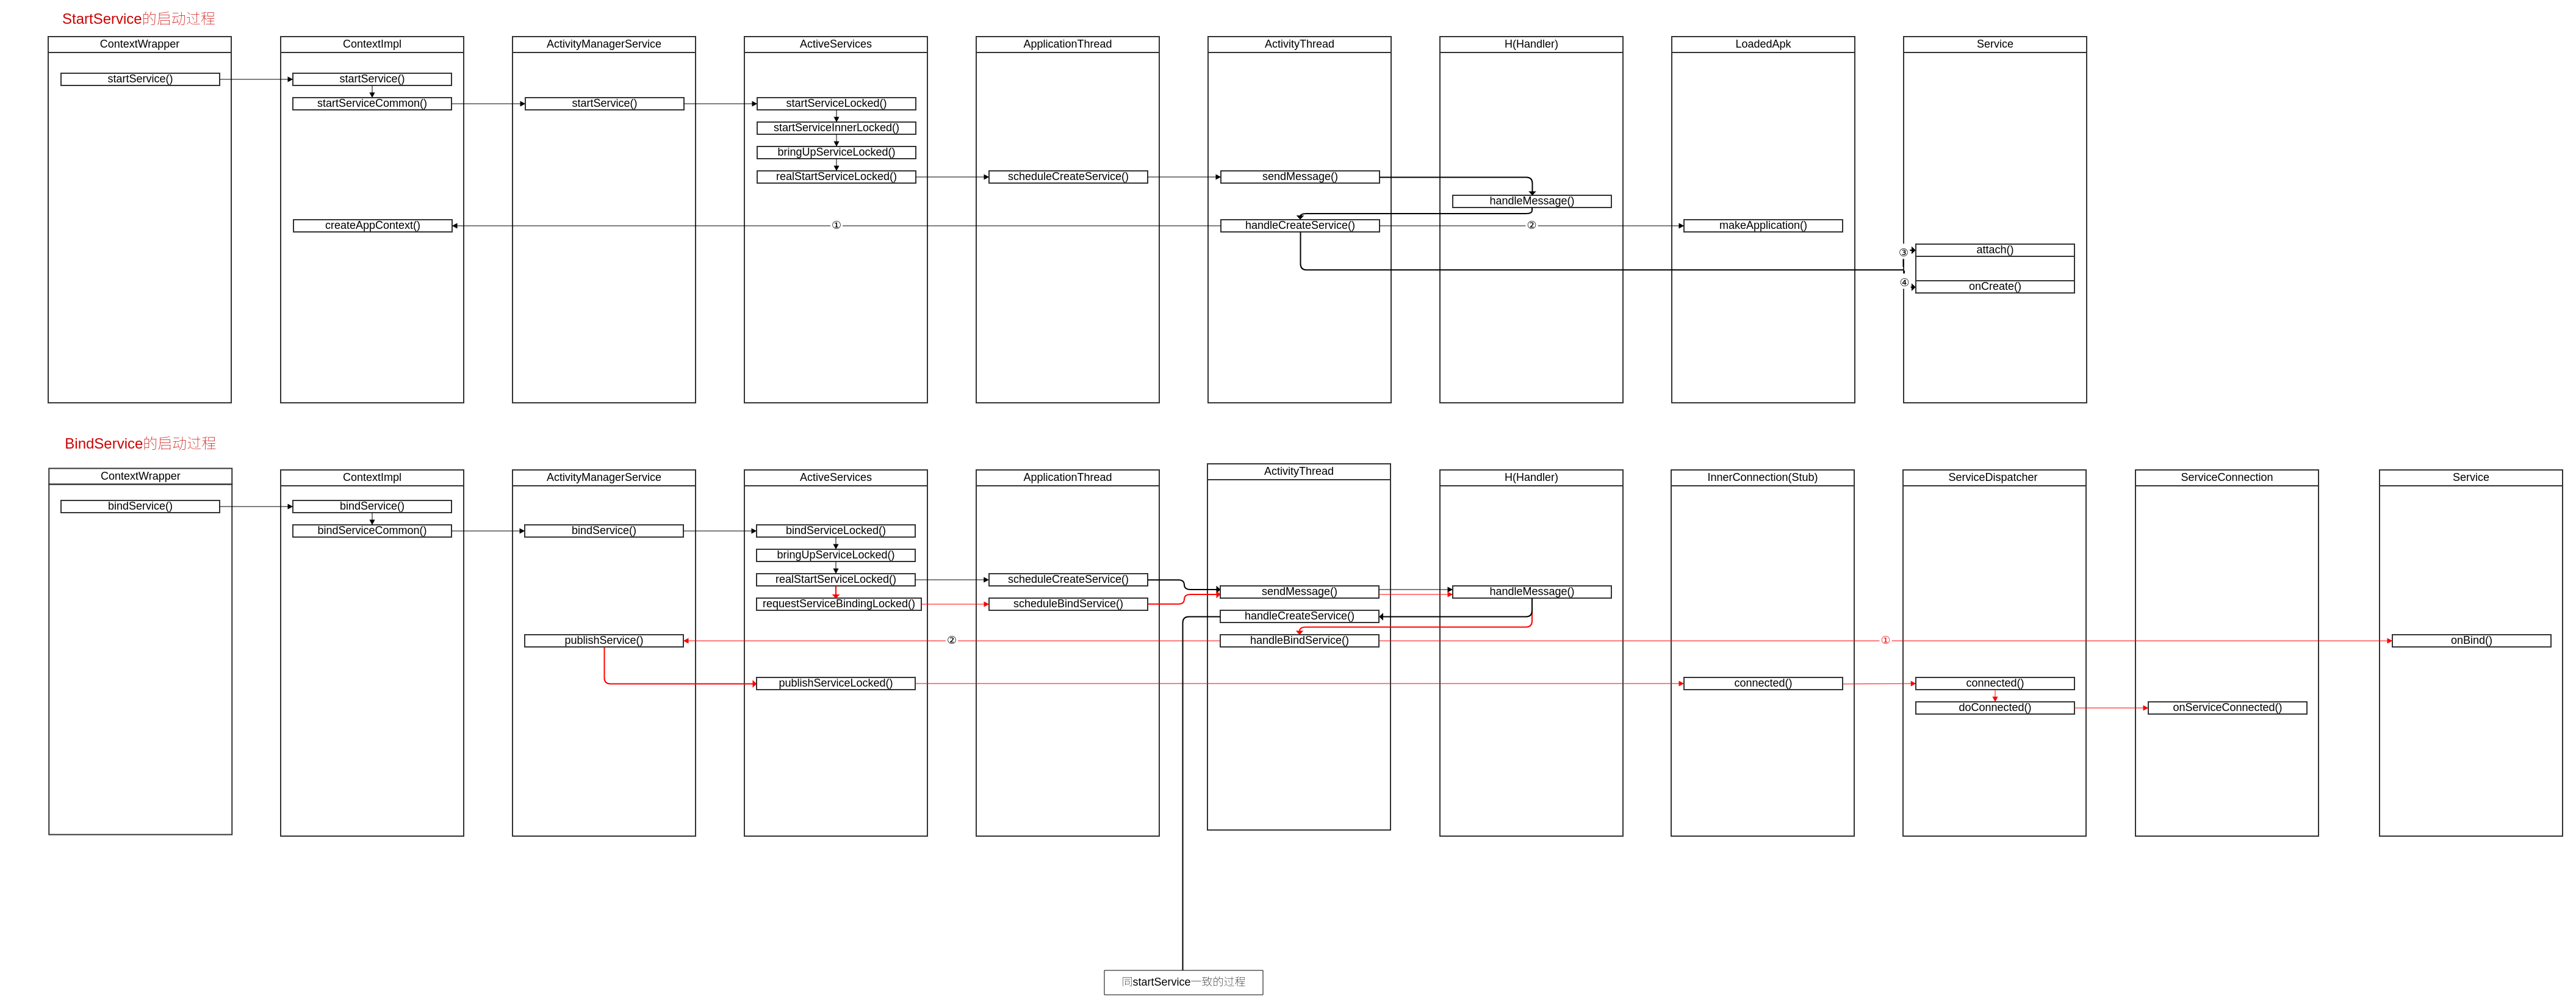 StartService的启动过程
ContextWrapper
ContextImpl
ActivityManagerService
ActiveServices
ApplicationThread
ActivityThread
H(Handler)
LoadedApk
Service
startService()
startService()
startServiceCommon()
startService()
startServiceLocked()
startServiceInnerLocked()
bringUpServiceLocked()
realStartServiceLocked()
scheduleCreateService()
sendMessage()
handleMessage()
createAppContext()
①
handleCreateService()
②
makeApplication()
③
attach()
④
onCreate()
BindService的启动过程
ContextWrapper
ContextImpl
ActivityManagerService
ActiveServices
ApplicationThread
ActivityThread
H(Handler)
InnerConnection(Stub)
ServiceDispatcher
ServiceConnection
Service
bindService()
bindService()
bindServiceCommon()
bindService()
bindServiceLocked()
bringUpServiceLocked()
realStartServiceLocked()
scheduleCreateService()
sendMessage()
handleMessage()
requestServiceBindingLocked()
scheduleBindService()
handleCreateService()
publishService()
②
handleBindService()
①
onBind()
publishServiceLocked()
connected()
connected()
doConnected()
onServiceConnected()
同startService一致的过程